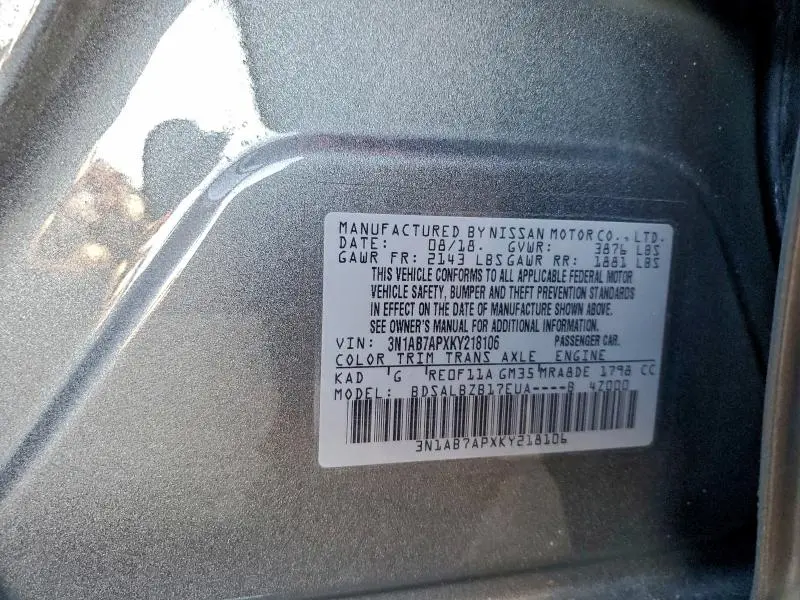 MANUFACTURED BY NISSAN MOTOR CO., LTD.
DATE: 08/18. GVWR: 3876 LBS
GAWR FR: 2143 LBS GAWR RR: 1881 LBS
THIS VEHICLE CONFORMS TO ALL APPLICABLE FEDERAL MOTOR
VEHICLE SAFETY, BUMPER AND THEFT PREVENTION STANDARDS
IN EFFECT ON THE DATE OF MANUFACTURE SHOWN ABOVE.
SEE OWNER'S MANUAL FOR ADDITIONAL INFORMATION.
VIN: 3N1AB7APXKY218106 PASSENGER CAR.
COLOR TRIM TRANS AXLE ENGINE
KAD G RE0F11A GM35 MRA8DE 1798 CC
MODEL: BDSALBZB17EUA----B 4Z000
3N1AB7APXKY218106